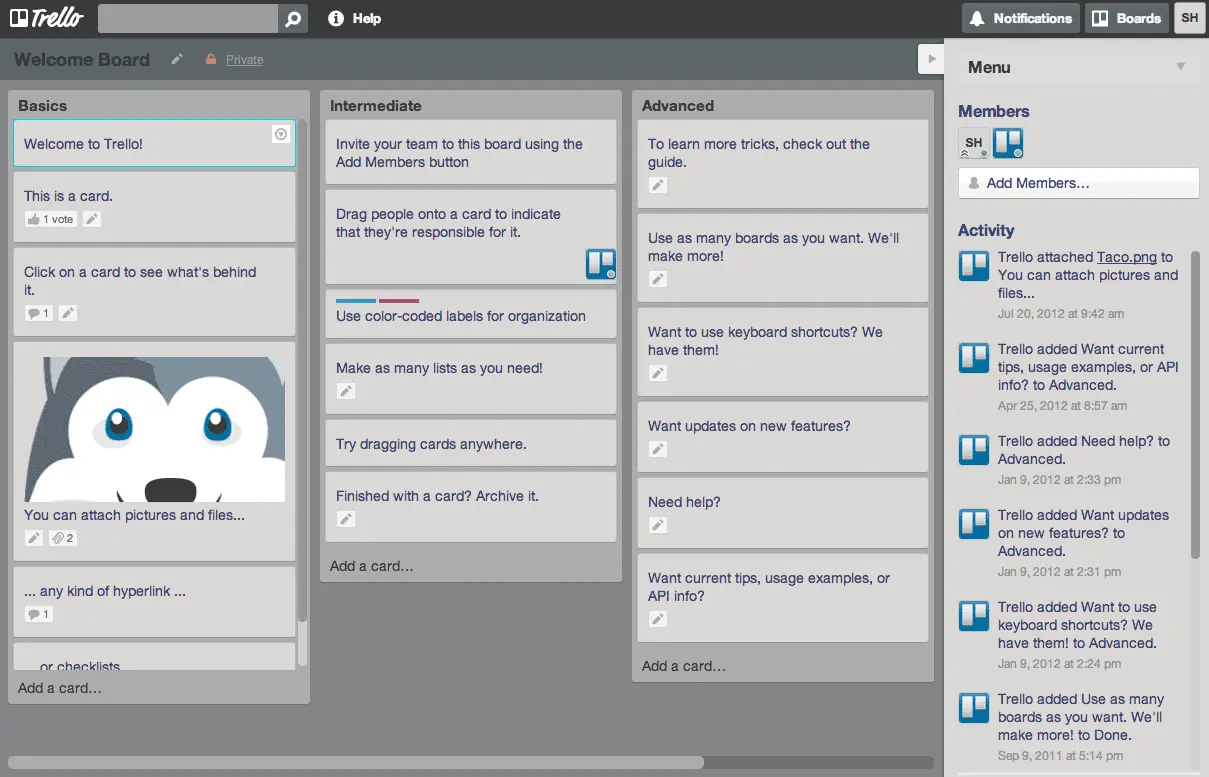 Trello
Help
Notifications
Boards
SH
Welcome Board
Private
Basics
Welcome to Trello!
This is a card.
1 vote
Click on a card to see what's behind
it.
1
You can attach pictures and files...
2
... any kind of hyperlink ...
1
... or checklists.
Add a card…
Intermediate
Invite your team to this board using the
Add Members button
Drag people onto a card to indicate
that they're responsible for it.
Use color-coded labels for organization
Make as many lists as you need!
Try dragging cards anywhere.
Finished with a card? Archive it.
Add a card…
Advanced
To learn more tricks, check out the
guide.
Use as many boards as you want. We'll
make more!
Want to use keyboard shortcuts? We
have them!
Want updates on new features?
Need help?
Want current tips, usage examples, or
API info?
Add a card…
Menu
Members
SH
Add Members…
Activity
Trello attached Taco.png to
You can attach pictures and
files...
Jul 20, 2012 at 9:42 am
Trello added Want current
tips, usage examples, or API
info? to Advanced.
Apr 25, 2012 at 8:57 am
Trello added Need help? to
Advanced.
Jan 9, 2012 at 2:33 pm
Trello added Want updates
on new features? to
Advanced.
Jan 9, 2012 at 2:31 pm
Trello added Want to use
keyboard shortcuts? We
have them! to Advanced.
Jan 9, 2012 at 2:24 pm
Trello added Use as many
boards as you want. We'll
make more! to Done.
Sep 9, 2011 at 5:14 pm